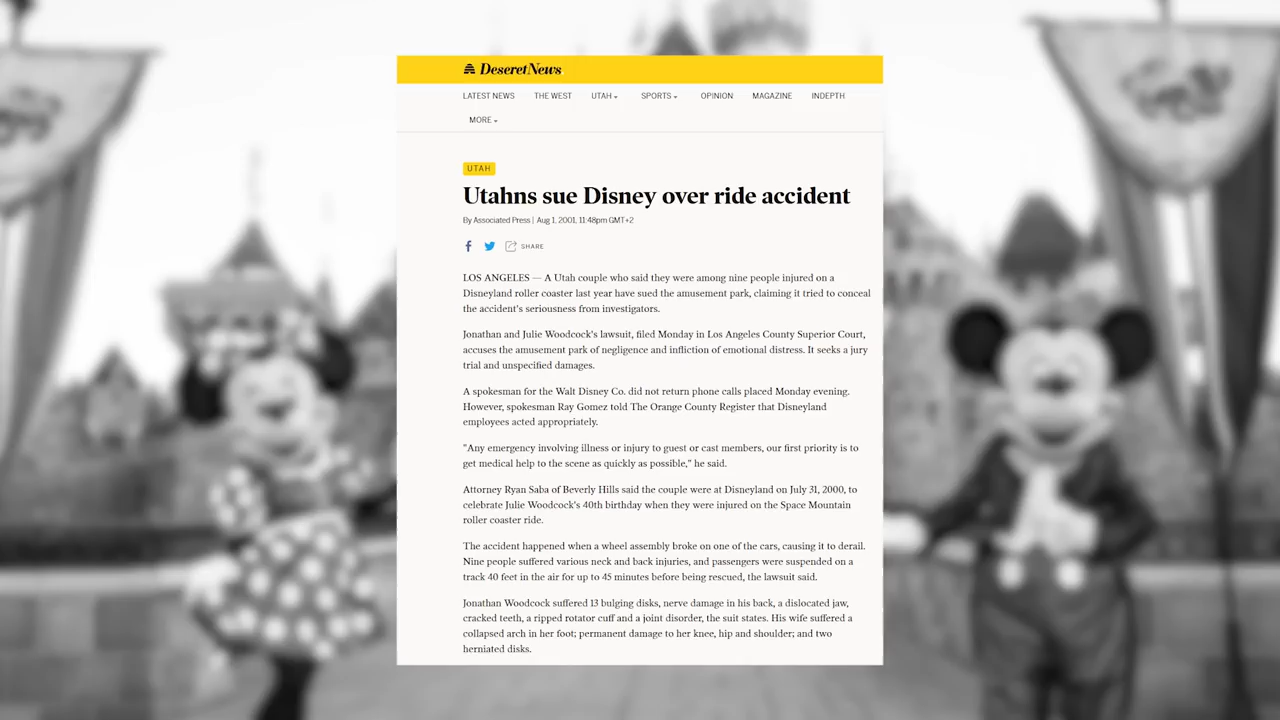 DeseretNews
LATEST NEWS THE WEST UTAH SPORTS OPINION MAGAZINE INDEPTH
MORE
UTAH
Utahns sue Disney over ride accident
By Associated Press | Aug 1, 2001, 11:48pm GMT+2
SHARE
LOS ANGELES — A Utah couple who said they were among nine people injured on a
Disneyland roller coaster last year have sued the amusement park, claiming it tried to conceal
the accident's seriousness from investigators.
Jonathan and Julie Woodcock's lawsuit, filed Monday in Los Angeles County Superior Court,
accuses the amusement park of negligence and infliction of emotional distress. It seeks a jury
trial and unspecified damages.
A spokesman for the Walt Disney Co. did not return phone calls placed Monday evening.
However, spokesman Ray Gomez told The Orange County Register that Disneyland
employees acted appropriately.
"Any emergency involving illness or injury to guest or cast members, our first priority is to
get medical help to the scene as quickly as possible," he said.
Attorney Ryan Saba of Beverly Hills said the couple were at Disneyland on July 31, 2000, to
celebrate Julie Woodcock's 40th birthday when they were injured on the Space Mountain
roller coaster ride.
The accident happened when a wheel assembly broke on one of the cars, causing it to derail.
Nine people suffered various neck and back injuries, and passengers were suspended on a
track 40 feet in the air for up to 45 minutes before being rescued, the lawsuit said.
Jonathan Woodcock suffered 13 bulging disks, nerve damage in his back, a dislocated jaw,
cracked teeth, a ripped rotator cuff and a joint disorder, the suit states. His wife suffered a
collapsed arch in her foot; permanent damage to her knee, hip and shoulder; and two
herniated disks.